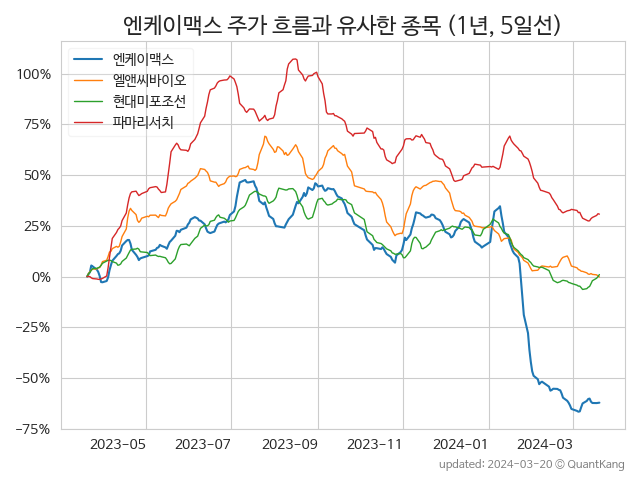 엔케이맥스 주가 흐름과 유사한 종목 (1년, 5일선)
엔케이맥스
엘앤씨바이오
현대미포조선
파마리서치
100%
75%
50%
25%
0%
−25%
−50%
−75%
2023-05 2023-07 2023-09 2023-11 2024-01 2024-03
updated: 2024-03-20 © QuantKang